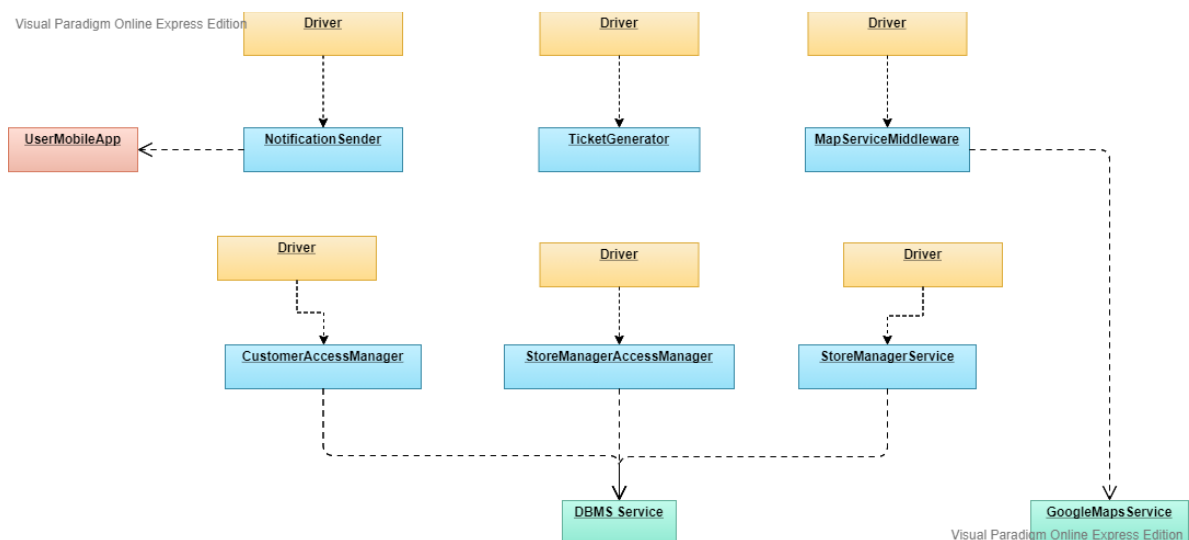 Visual Paradigm Online Express Edition
Driver
Driver
Driver
UserMobileApp
NotificationSender
TicketGenerator
MapServiceMiddleware
Driver
Driver
Driver
CustomerAccessManager
StoreManagerAccessManager
StoreManagerService
DBMS Service
GoogleMapsService
Visual Paradigm Online Express Edition